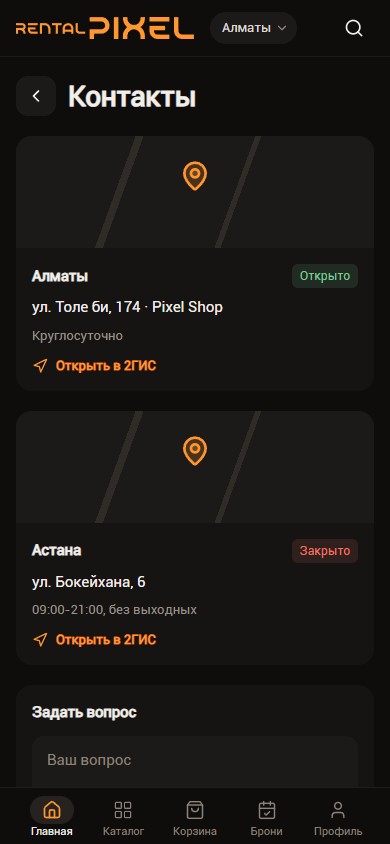 RENTAL PIXEL
Алматы
Контакты
Алматы
Открыто
ул. Толе би, 174 · Pixel Shop
Круглосуточно
Открыть в 2ГИС
Астана
Закрыто
ул. Бокейхана, 6
09:00-21:00, без выходных
Открыть в 2ГИС
Задать вопрос
Ваш вопрос
Главная
Каталог
Корзина
Брони
Профиль